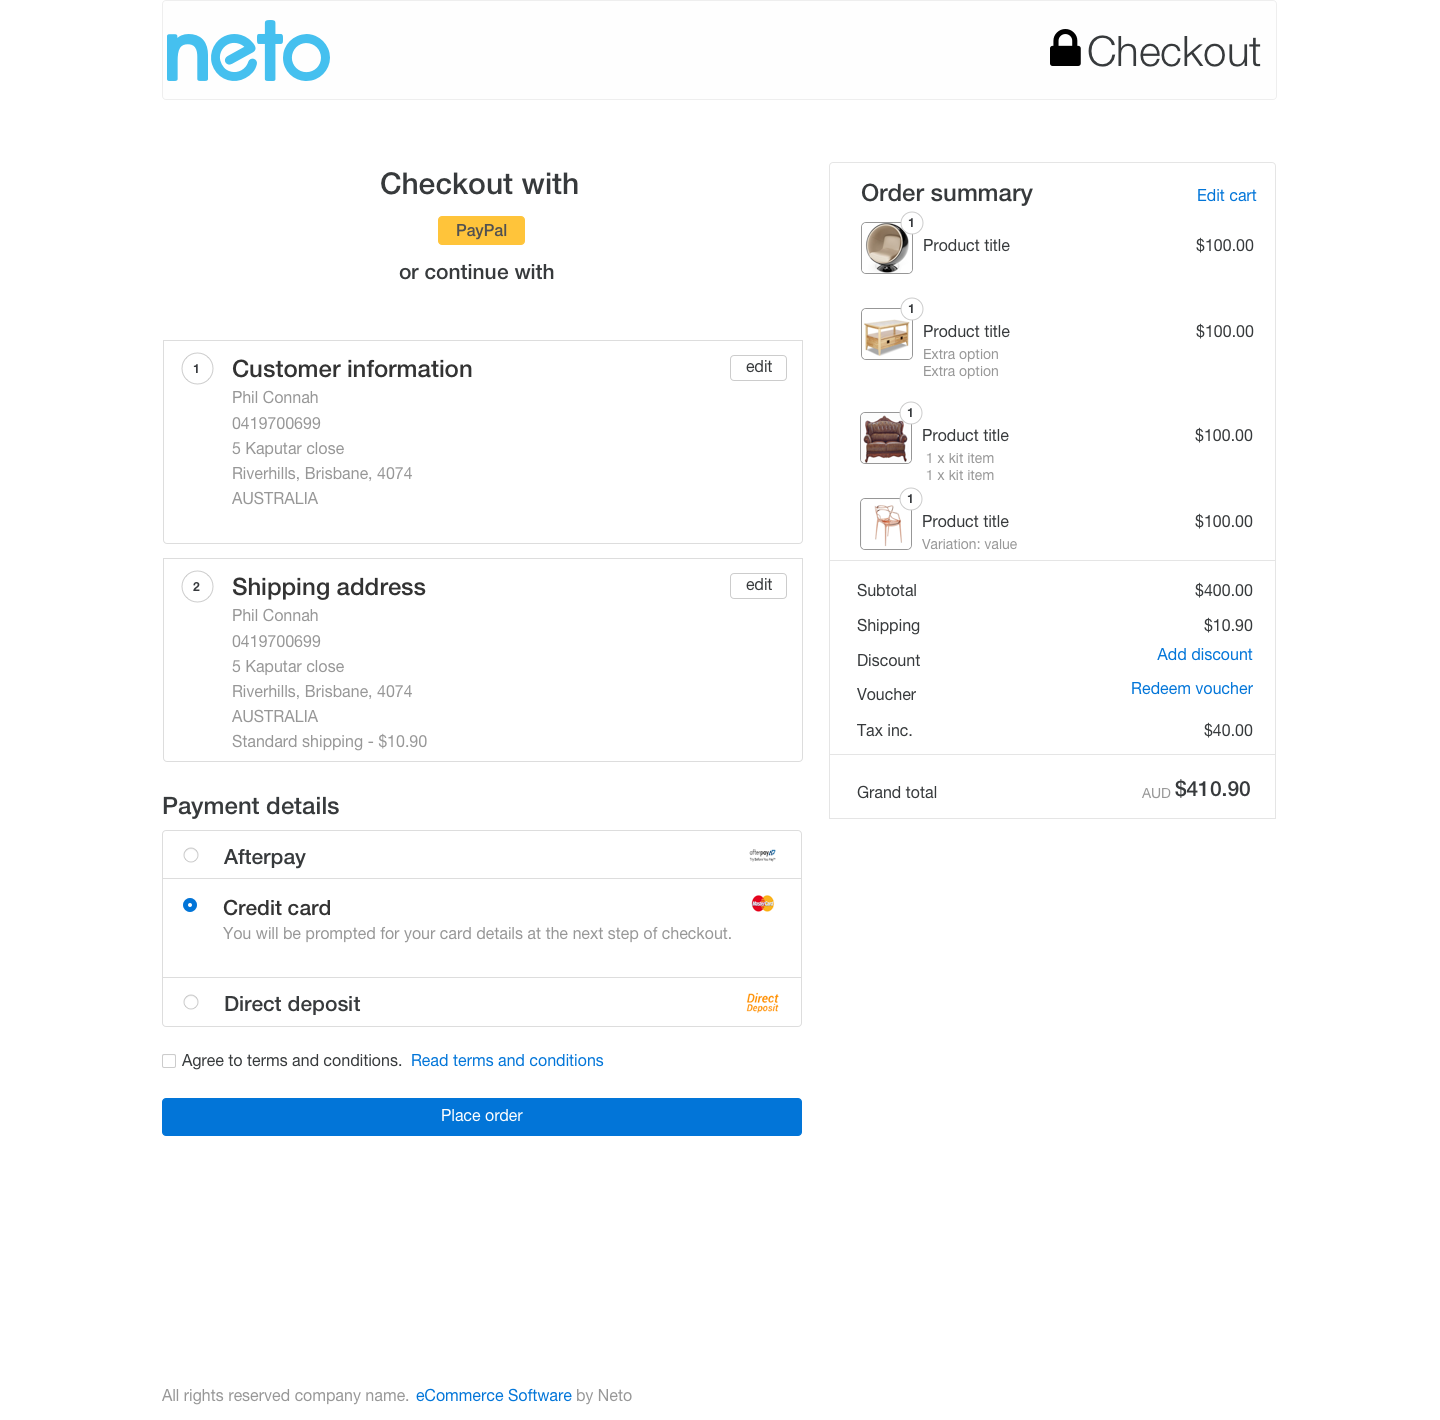 neto
Checkout
Checkout with
PayPal
or continue with
1
Customer information
edit
Phil Connah
0419700699
5 Kaputar close
Riverhills, Brisbane, 4074
AUSTRALIA
2
Shipping address
edit
Phil Connah
0419700699
5 Kaputar close
Riverhills, Brisbane, 4074
AUSTRALIA
Standard shipping - $10.90
Payment details
Afterpay
afterpay
Credit card
MasterCard
You will be prompted for your card details at the next step of checkout.
Direct deposit
Direct
Deposit
Agree to terms and conditions. Read terms and conditions
Place order
Order summary
Edit cart
1
Product title $100.00
1
Product title $100.00
Extra option
Extra option
1
Product title $100.00
1 x kit item
1 x kit item
1
Product title $100.00
Variation: value
Subtotal $400.00
Shipping $10.90
Discount Add discount
Voucher Redeem voucher
Tax inc. $40.00
Grand total AUD $410.90
All rights reserved company name. eCommerce Software by Neto